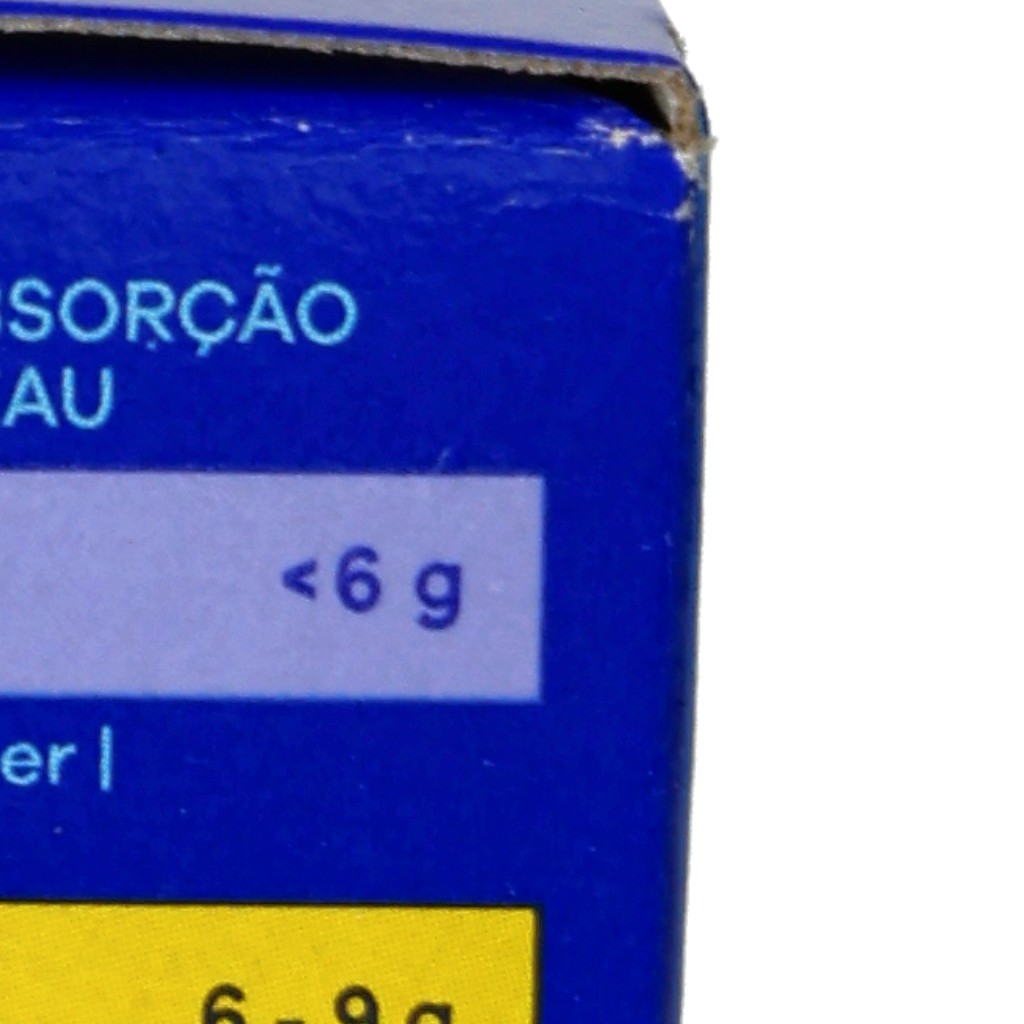 SORÇÃO
AU
<6 g
er |
6 - 9 g